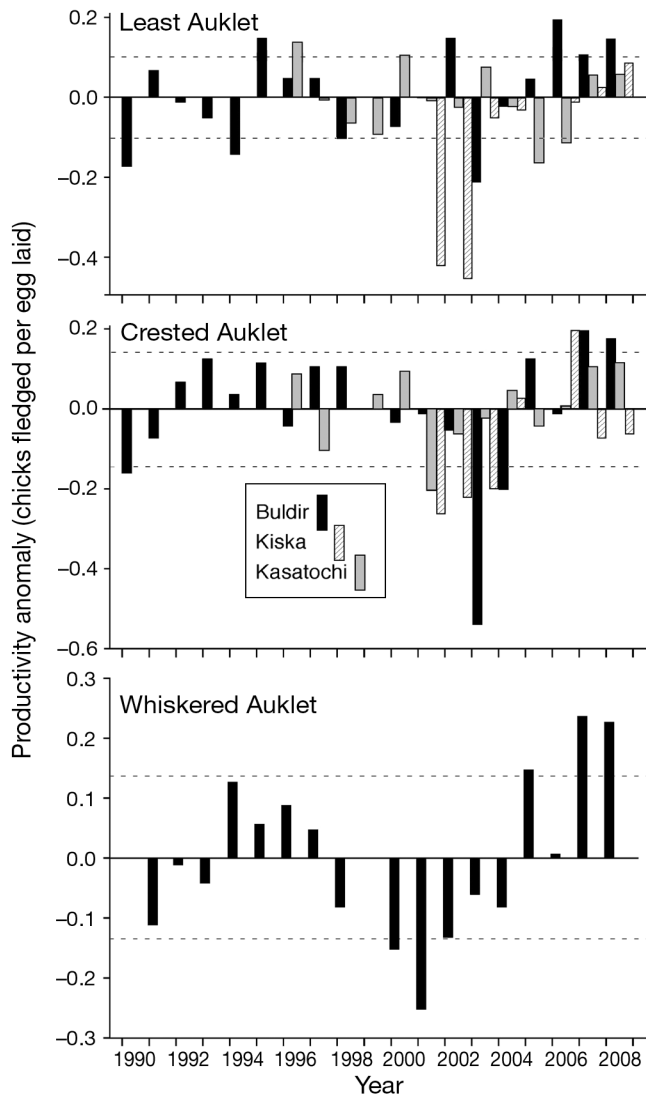 Productivity anomaly (chicks fledged per egg laid)
Least Auklet
0.2
0.1
0.0
−0.2
−0.4
Crested Auklet
0.2
0.0
−0.2
−0.4
−0.6
Buldir
Kiska
Kasatochi
Whiskered Auklet
0.3
0.2
0.1
0.0
−0.1
−0.2
−0.3
1990 1992 1994 1996 1998 2000 2002 2004 2006 2008
Year